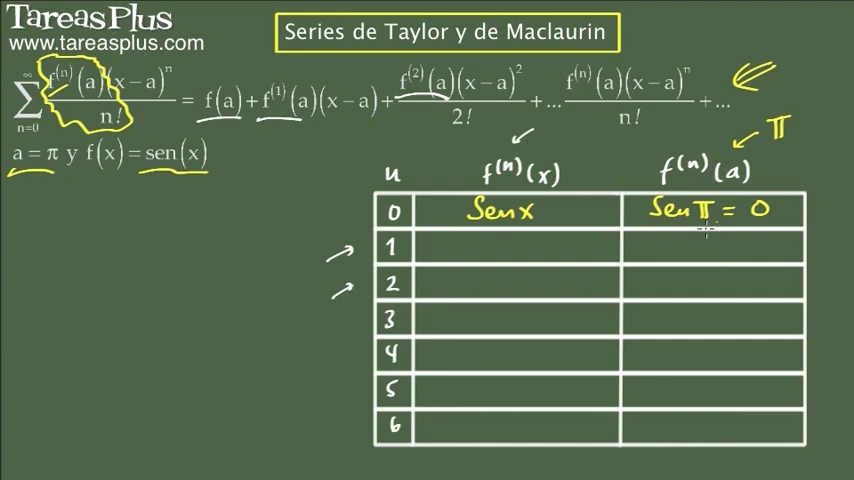 TareasPlus
www.tareasplus.com
Series de Taylor y de Maclaurin
∞ Σ n=0 f⁽ⁿ⁾(a)(x−a)ⁿ / n! = f(a) + f⁽¹⁾(a)(x−a) + f⁽²⁾(a)(x−a)² / 2! + ... f⁽ⁿ⁾(a)(x−a)ⁿ / n! + ...
a = π y f(x) = sen(x)
π
n f⁽ⁿ⁾(x) f⁽ⁿ⁾(a)
0 Sen x Sen π = 0
1
2
3
4
5
6